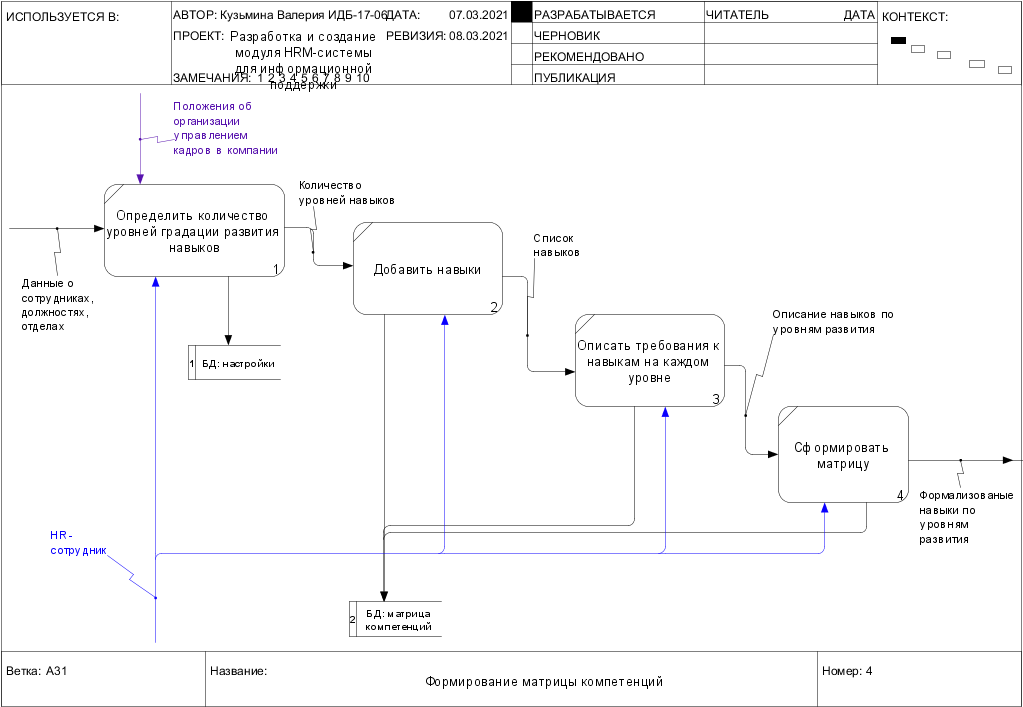 ИСПОЛЬЗУЕТСЯ В:
АВТОР: Кузьмина Валерия ИДБ-17-06
ДАТА: 07.03.2021
ПРОЕКТ: Разработка и создание
модуля HRM-системы
для информационной
поддержки
РЕВИЗИЯ: 08.03.2021
ЗАМЕЧАНИЯ: 1 2 3 4 5 6 7 8 9 10
РАЗРАБАТЫВАЕТСЯ
ЧЕРНОВИК
РЕКОМЕНДОВАНО
ПУБЛИКАЦИЯ
ЧИТАТЕЛЬ ДАТА
КОНТЕКСТ:
Положения об
организации
управлением
кадров в компании
Данные о
сотрудниках,
должностях,
отделах
Определить количество
уровней градации развития
навыков
1
Количество
уровней навыков
1 БД: настройки
Добавить навыки
2
Список
навыков
Описать требования к
навыкам на каждом
уровне
3
Описание навыков по
уровням развития
Сформировать
матрицу
4
Формализованые
навыки по
уровням
развития
HR-
сотрудник
2 БД: матрица
компетенций
Ветка: A31
Название:
Формирование матрицы компетенций
Номер: 4